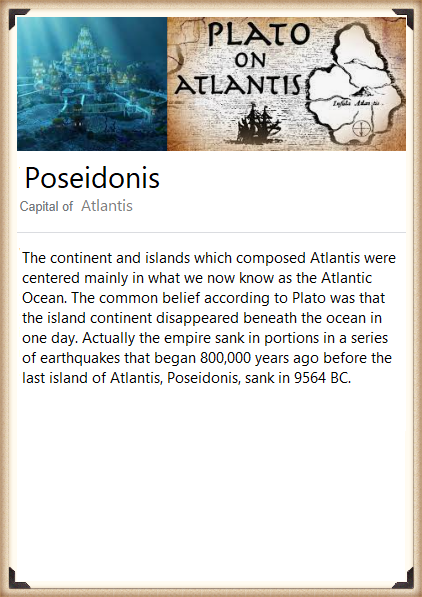 PLATO
ON
ATLANTIS
Insula Atlantis.
Poseidonis
Capital of Atlantis
The continent and islands which composed Atlantis were
centered mainly in what we now know as the Atlantic
Ocean. The common belief according to Plato was that
the island continent disappeared beneath the ocean in
one day. Actually the empire sank in portions in a series
of earthquakes that began 800,000 years ago before the
last island of Atlantis, Poseidonis, sank in 9564 BC.